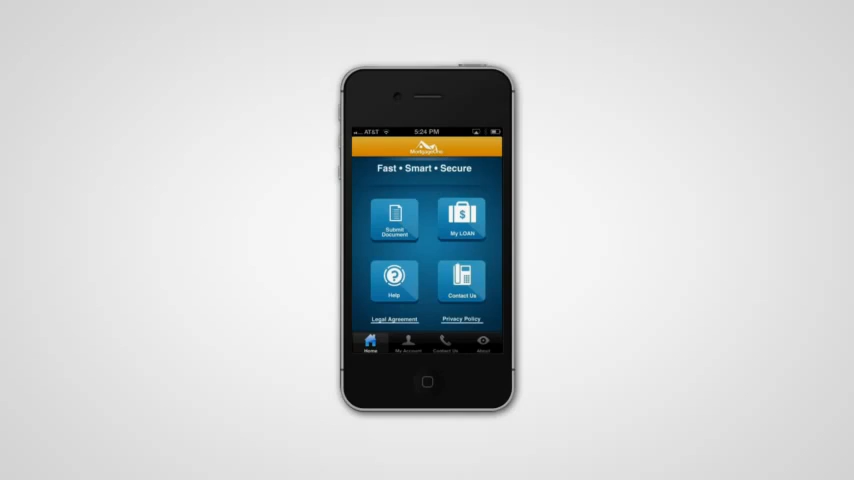 AT&T
5:24 PM
MortgageLine
Fast • Smart • Secure
Submit
Document
My LOAN
Help
Contact Us
Legal Agreement
Privacy Policy
Home
My Account
Contact Us
About